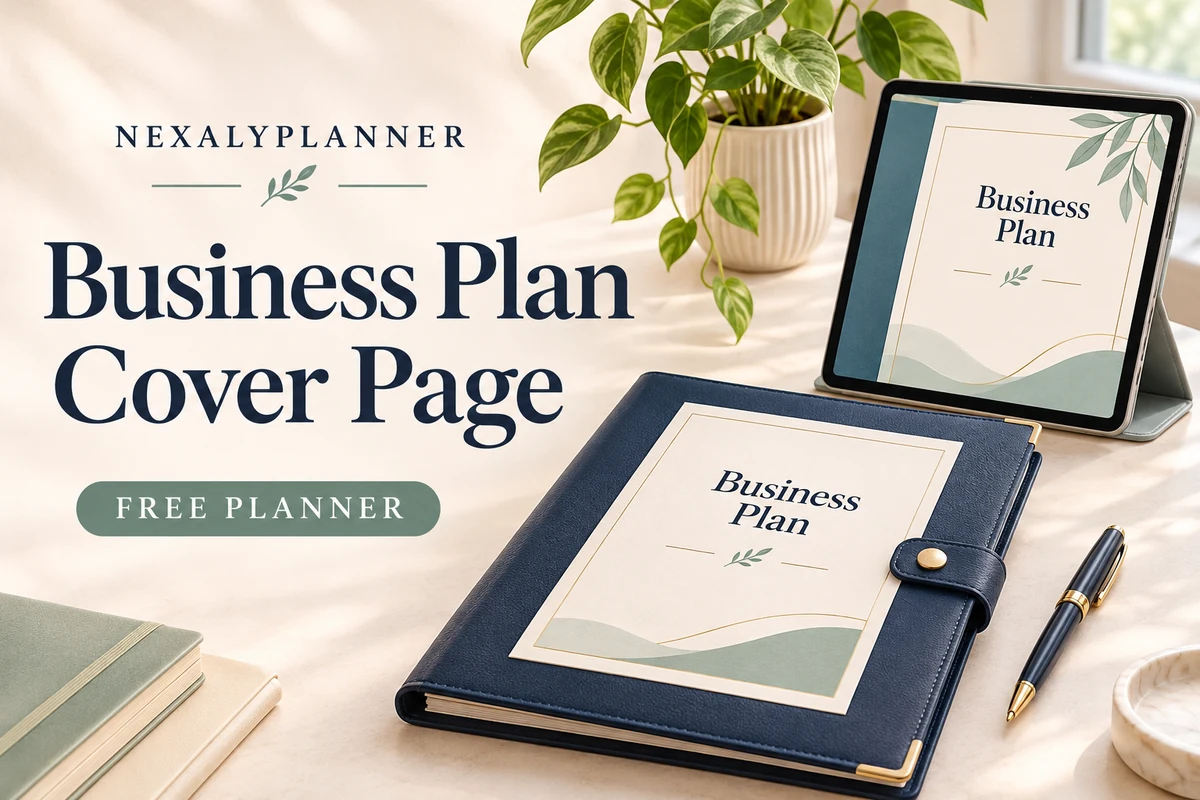 NEXALYPLANNER
Business Plan
Cover Page
FREE PLANNER
Business
Plan
Business
Plan